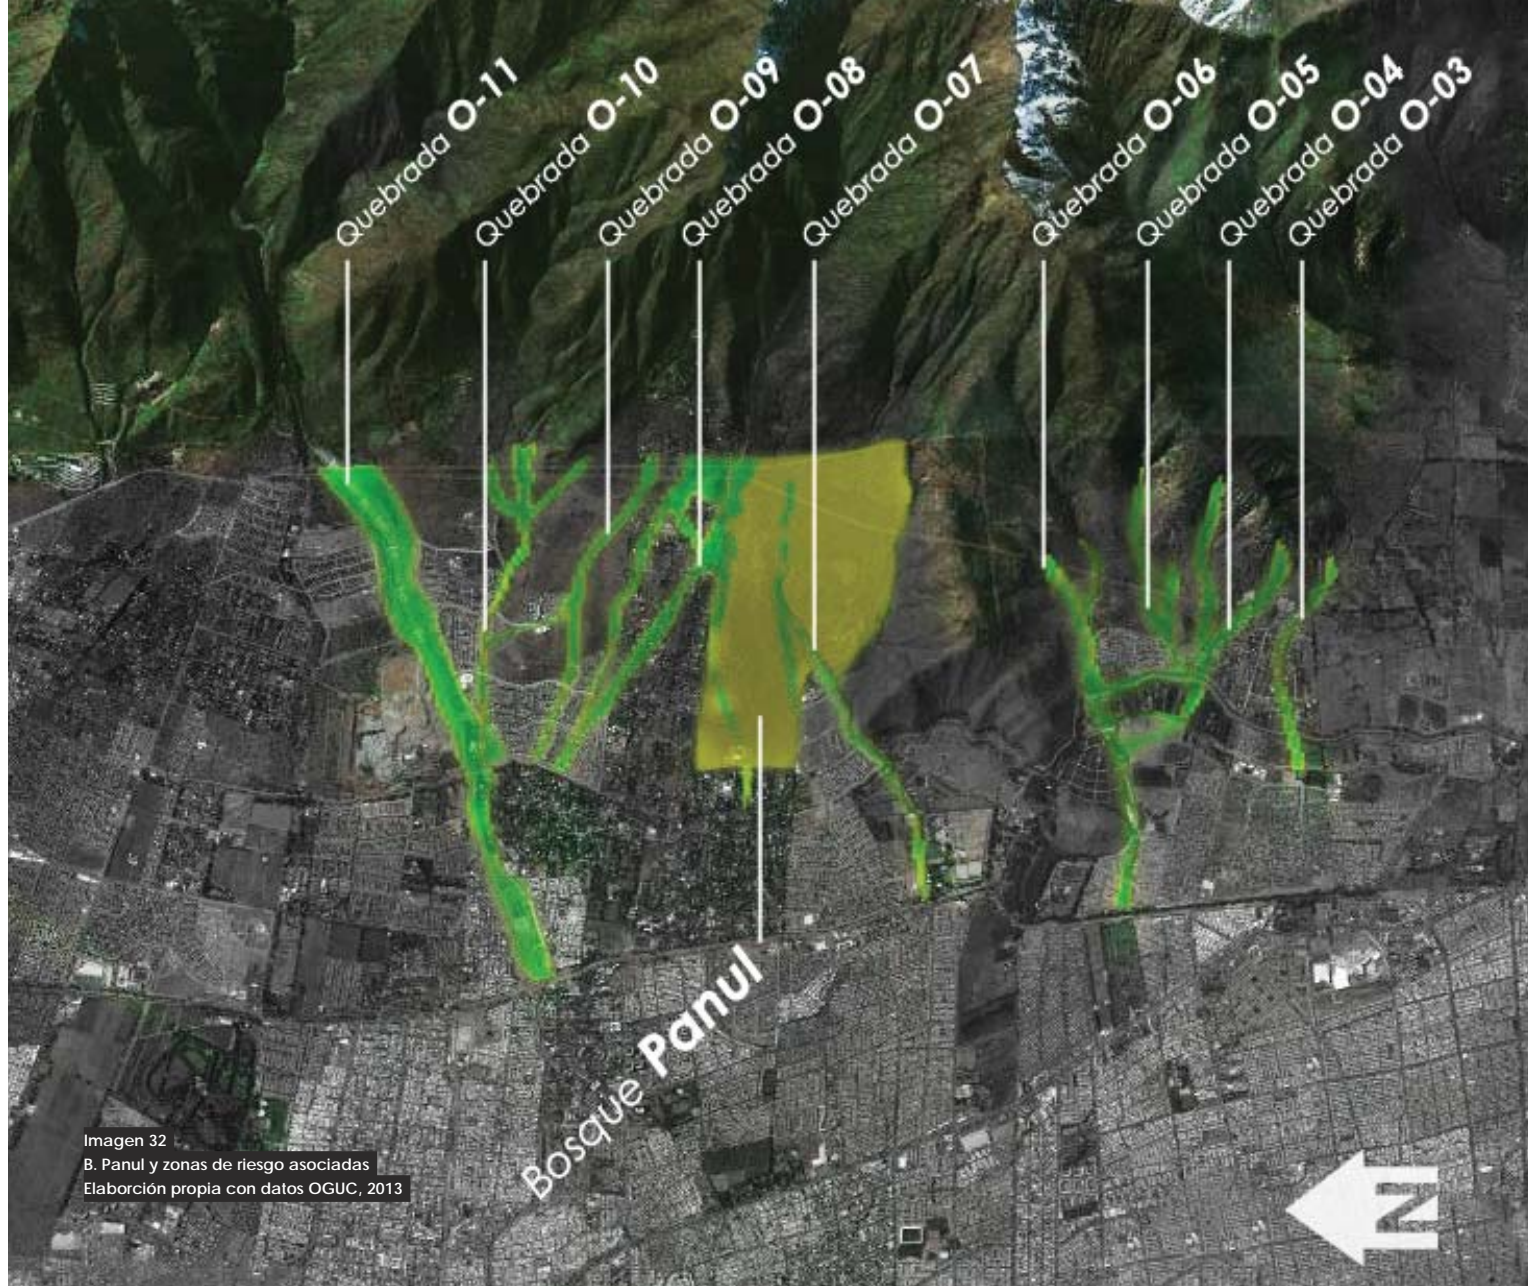 Quebrada O-11
Quebrada O-10
Quebrada O-09
Quebrada O-08
Quebrada O-07
Quebrada O-06
Quebrada O-05
Quebrada O-04
Quebrada O-03
Bosque Panul
Imagen 32
B. Panul y zonas de riesgo asociadas
Elaborción propia con datos OGUC, 2013
N